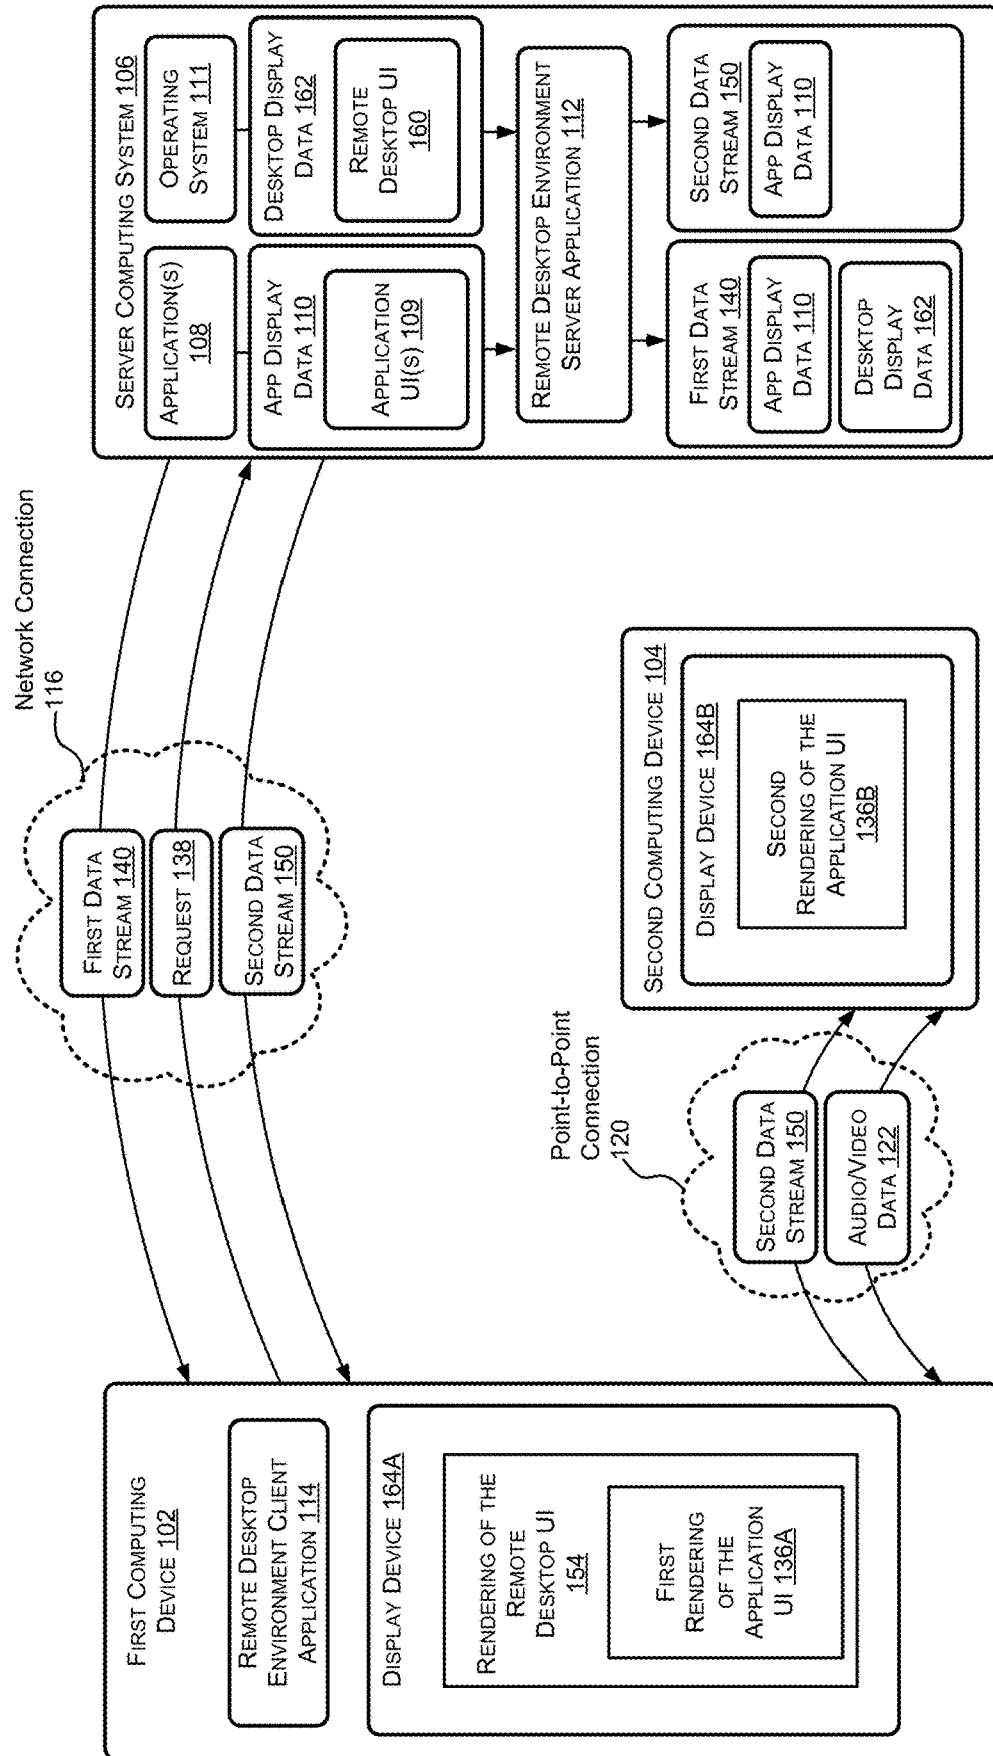 FIRST COMPUTING
DEVICE 102
REMOTE DESKTOP
ENVIRONMENT CLIENT
APPLICATION 114
DISPLAY DEVICE 164A
RENDERING OF THE
REMOTE
DESKTOP UI
154
FIRST
RENDERING
OF THE
APPLICATION
UI 136A
Network Connection
116
FIRST DATA
STREAM 140
REQUEST 138
SECOND DATA
STREAM 150
Point-to-Point
Connection
120
SECOND DATA
STREAM 150
AUDIO/VIDEO
DATA 122
SECOND COMPUTING DEVICE 104
DISPLAY DEVICE 164B
SECOND
RENDERING OF THE
APPLICATION UI
136B
SERVER COMPUTING SYSTEM 106
APPLICATION(S)
108
OPERATING
SYSTEM 111
APP DISPLAY
DATA 110
APPLICATION
UI(S) 109
DESKTOP DISPLAY
DATA 162
REMOTE
DESKTOP UI
160
REMOTE DESKTOP ENVIRONMENT
SERVER APPLICATION 112
FIRST DATA
STREAM 140
APP DISPLAY
DATA 110
DESKTOP
DISPLAY
DATA 162
SECOND DATA
STREAM 150
APP DISPLAY
DATA 110